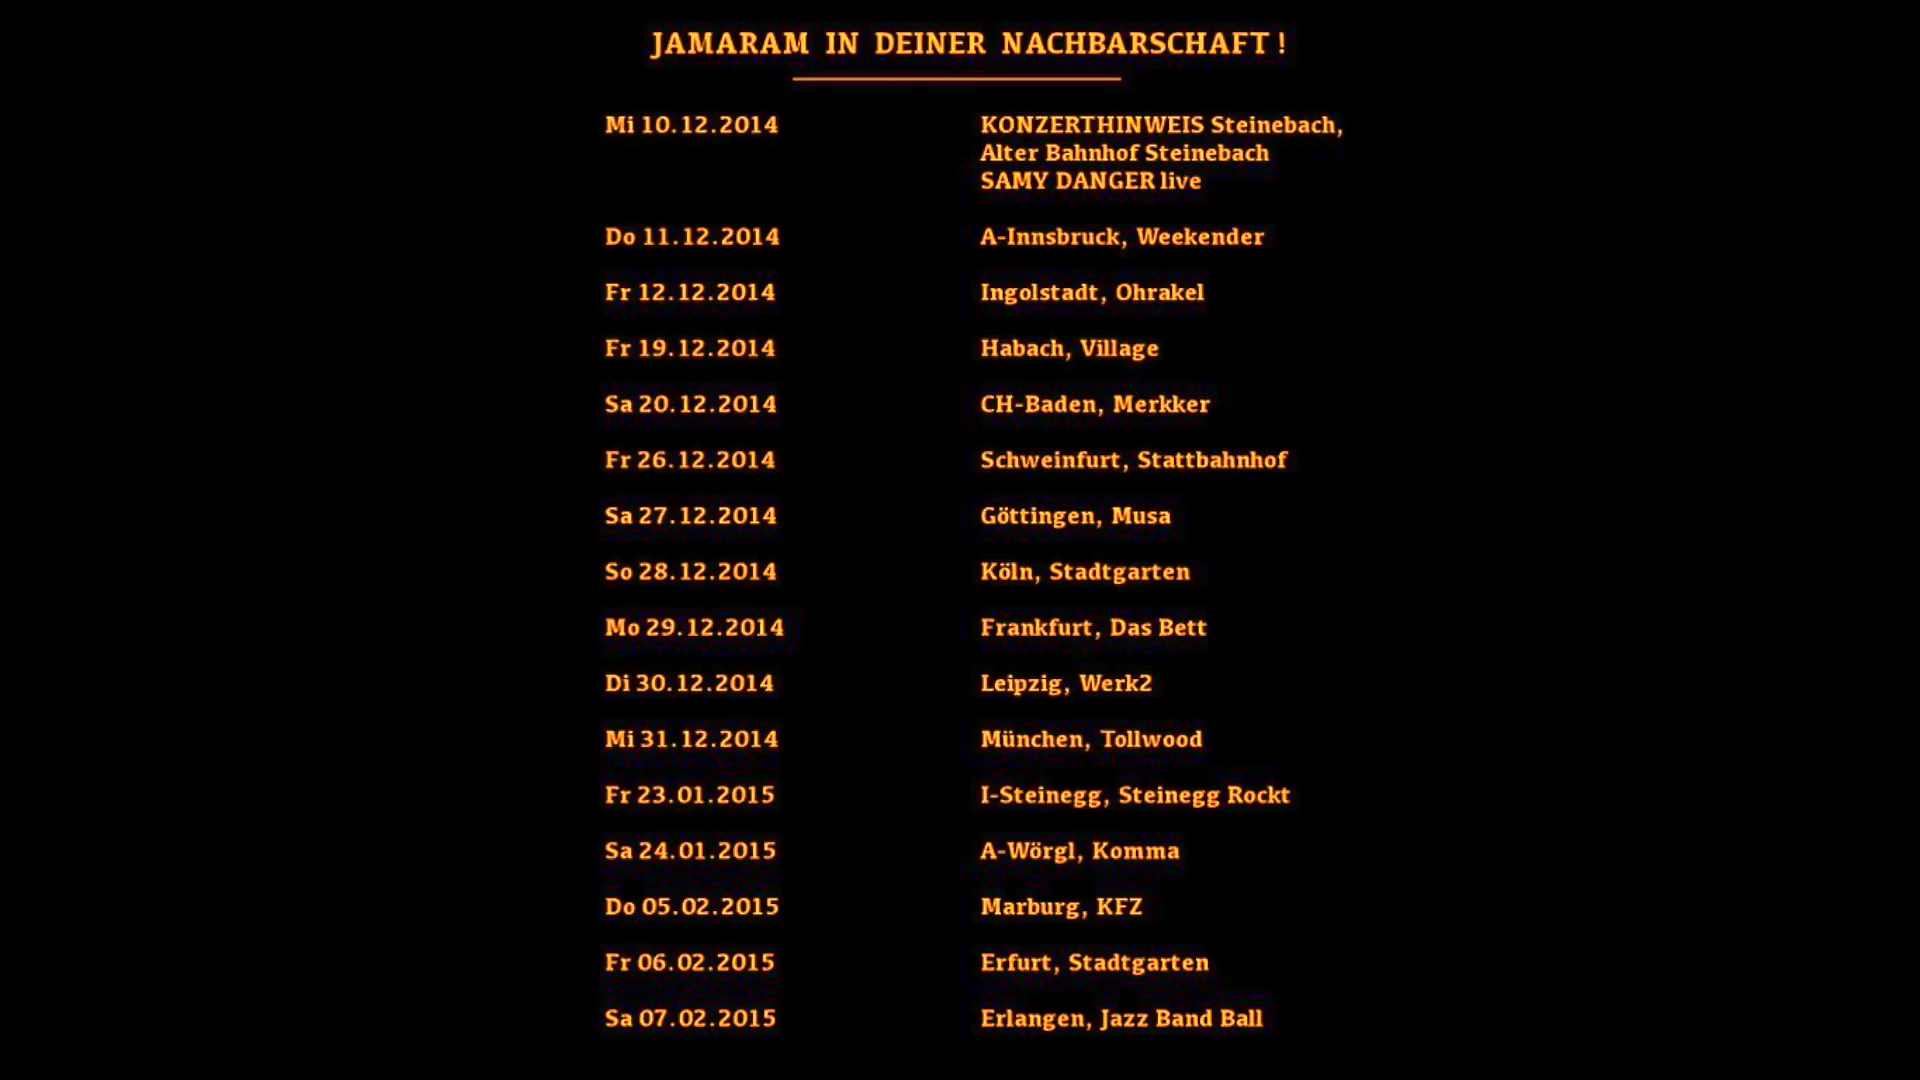 JAMARAM IN DEINER NACHBARSCHAFT !
Mi 10.12.2014 KONZERTHINWEIS Steinebach,
Alter Bahnhof Steinebach
SAMY DANGER live
Do 11.12.2014 A-Innsbruck, Weekender
Fr 12.12.2014 Ingolstadt, Ohrakel
Fr 19.12.2014 Habach, Village
Sa 20.12.2014 CH-Baden, Merkker
Fr 26.12.2014 Schweinfurt, Stattbahnhof
Sa 27.12.2014 Göttingen, Musa
So 28.12.2014 Köln, Stadtgarten
Mo 29.12.2014 Frankfurt, Das Bett
Di 30.12.2014 Leipzig, Werk2
Mi 31.12.2014 München, Tollwood
Fr 23.01.2015 I-Steinegg, Steinegg Rockt
Sa 24.01.2015 A-Wörgl, Komma
Do 05.02.2015 Marburg, KFZ
Fr 06.02.2015 Erfurt, Stadtgarten
Sa 07.02.2015 Erlangen, Jazz Band Ball